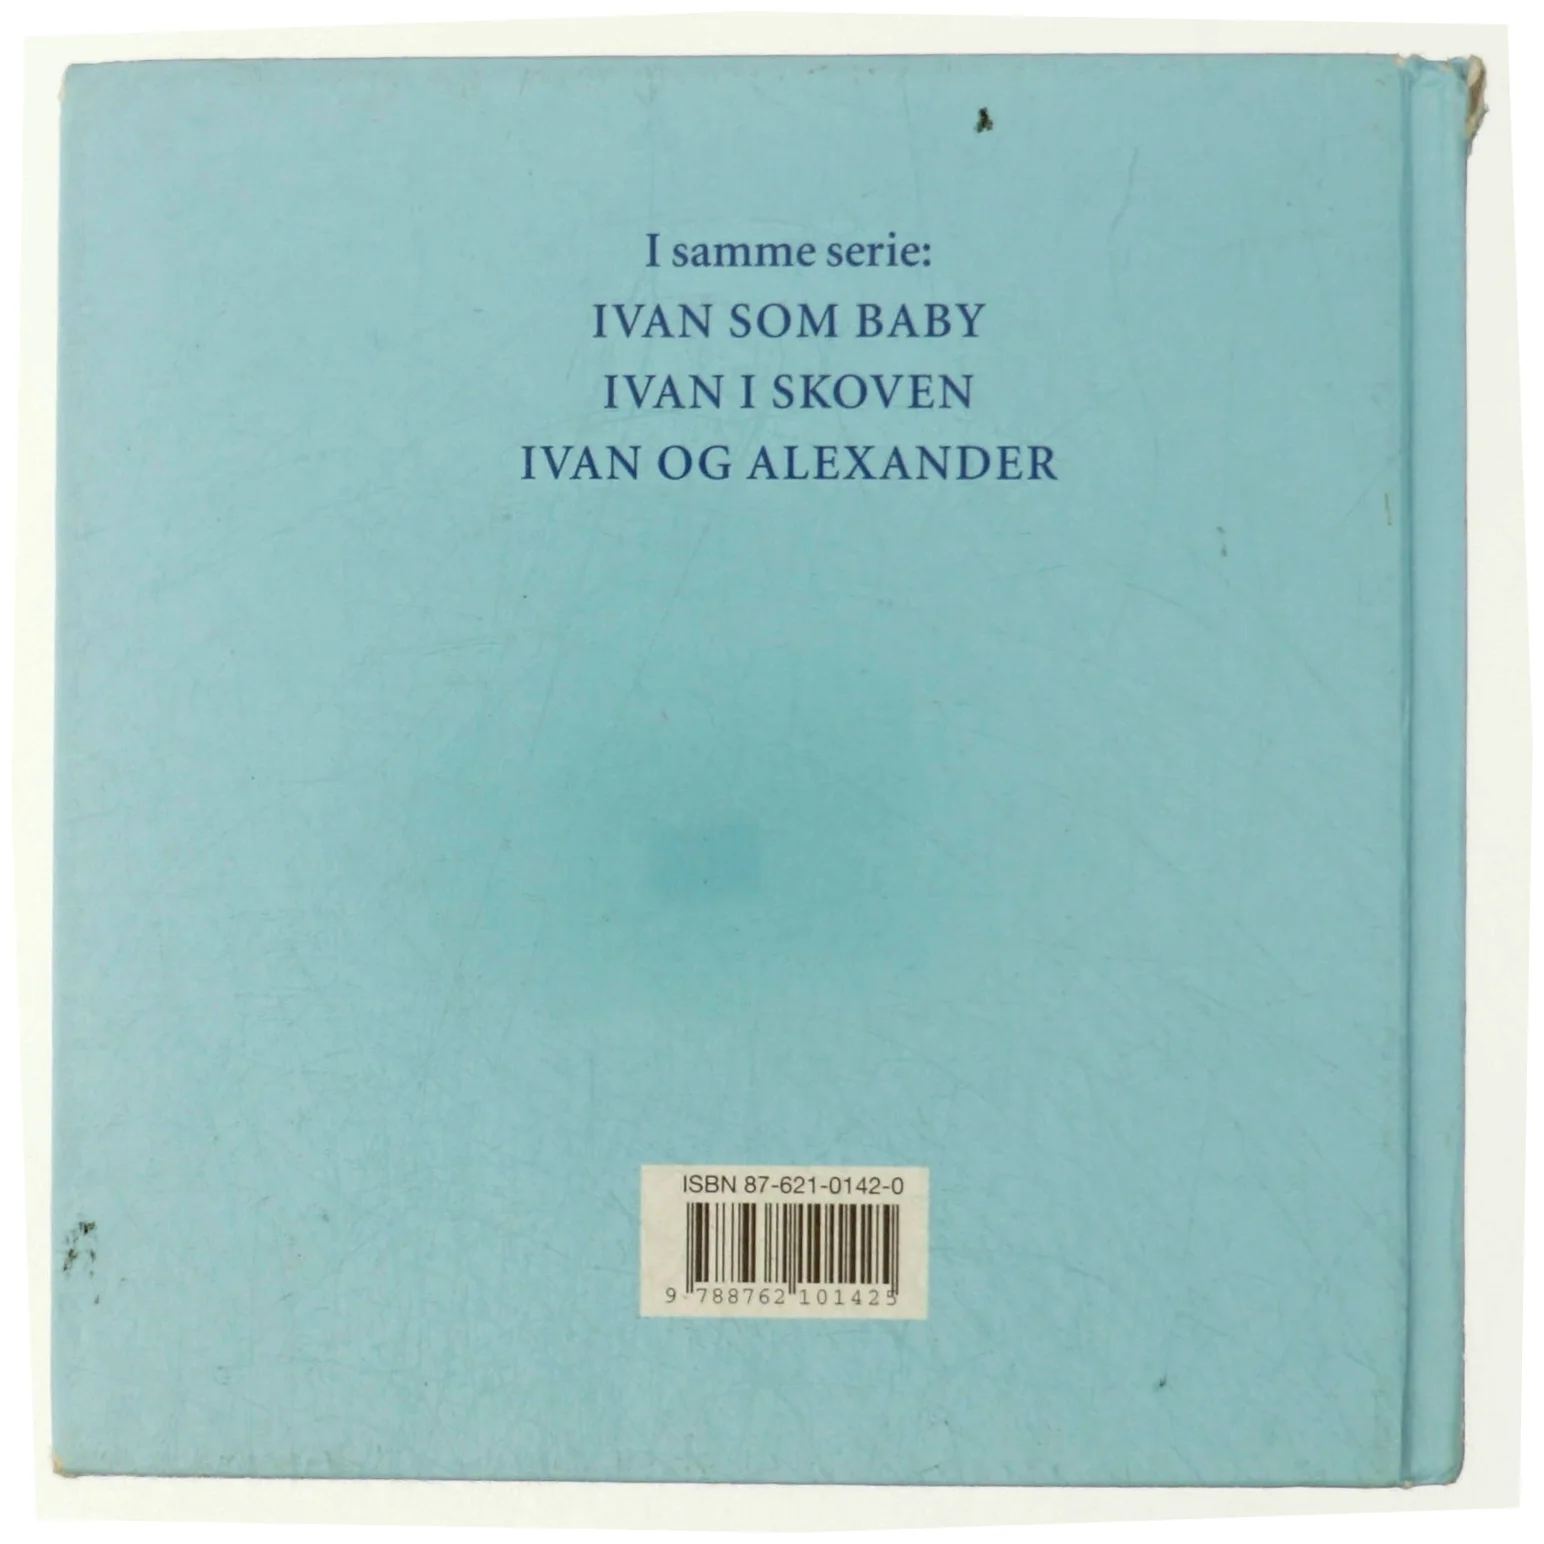 I samme serie:
IVAN SOM BABY
IVAN I SKOVEN
IVAN OG ALEXANDER
ISBN 87-621-0142-0
9 788762 101425